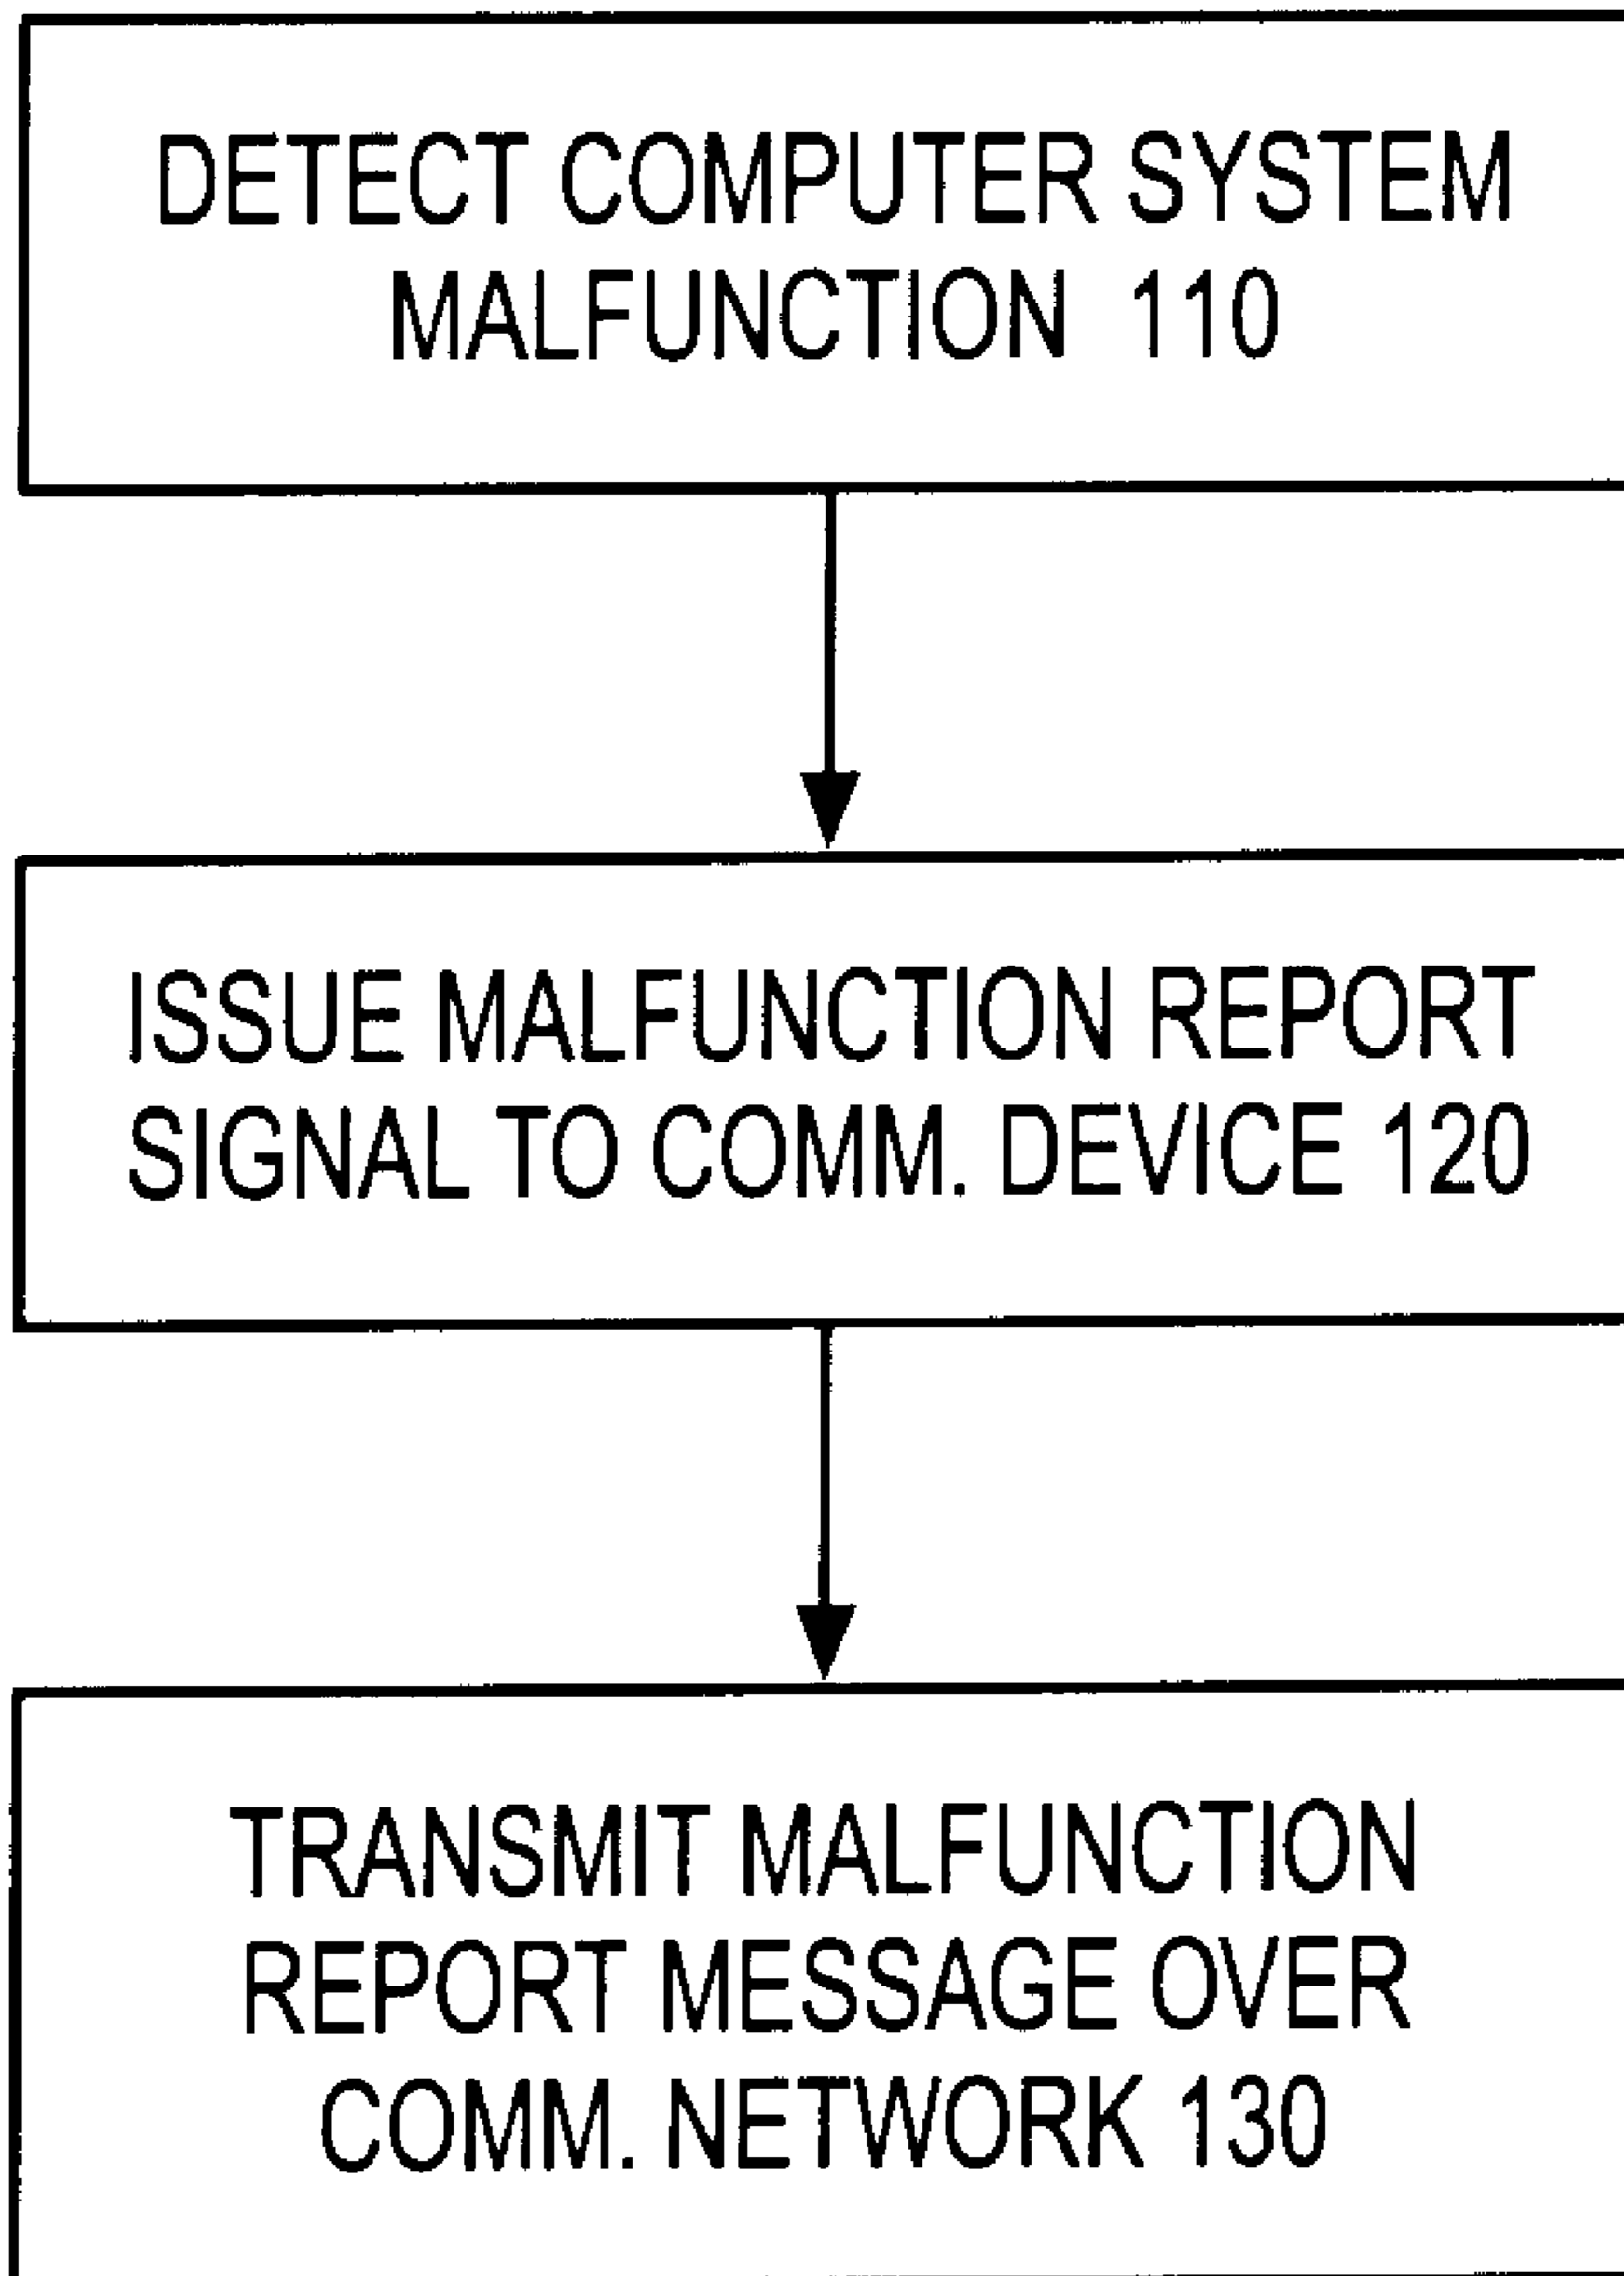 DETECT COMPUTER SYSTEM
MALFUNCTION 110
ISSUE MALFUNCTION REPORT
SIGNAL TO COMM. DEVICE 120
TRANSMIT MALFUNCTION
REPORT MESSAGE OVER
COMM. NETWORK 130